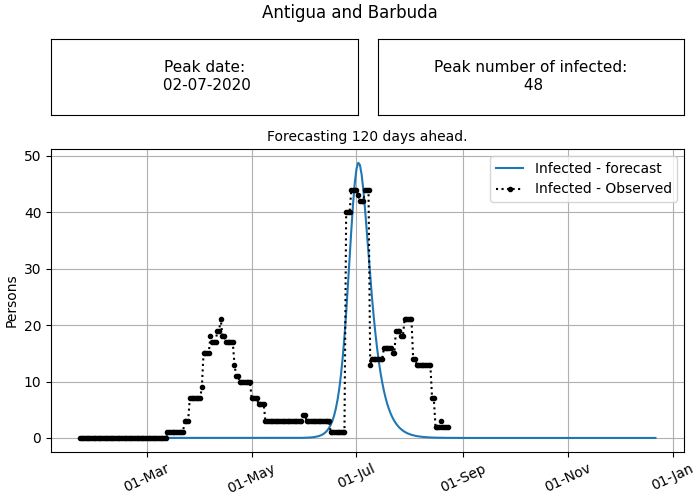 Antigua and Barbuda
Peak date:
02-07-2020
Peak number of infected:
48
Forecasting 120 days ahead.
50
40
30
20
10
0
Persons
Infected - forecast
Infected - Observed
01-Mar
01-May
01-Jul
01-Sep
01-Nov
01-Jan